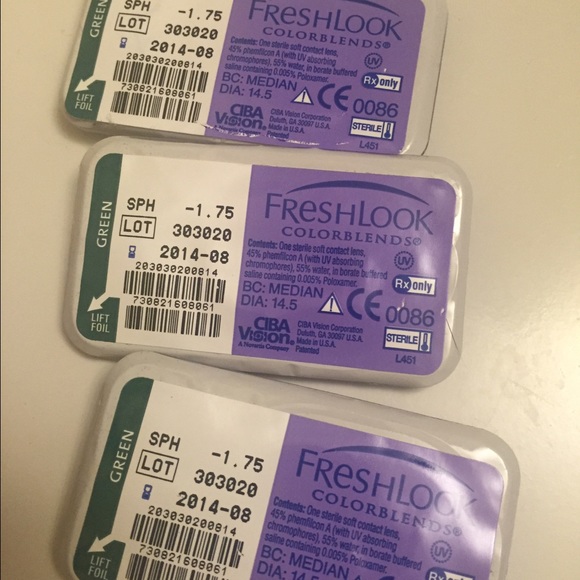 GREEN
LIFT
FOIL
SPH -1.75
LOT 303020
2014-08
203030200814
730821608061
FRESHLOOK
COLORBLENDS®
Contents: One sterile soft contact lens,
45% phemfilcon A (with UV absorbing
chromophores), 55% water, in borate buffered
saline containing 0.005% Poloxamer.
UV
Rx only
BC: MEDIAN
DIA: 14.5
CE 0086
STERILE
L451
CIBA
VISION®
CIBA Vision Corporation
Duluth, GA 30097 U.S.A.
Made in U.S.A.
Patented
GREEN
LIFT
FOIL
SPH -1.75
LOT 303020
2014-08
203030200814
730821608061
FRESHLOOK
COLORBLENDS®
Contents: One sterile soft contact lens,
45% phemfilcon A (with UV absorbing
chromophores), 55% water, in borate buffered
saline containing 0.005% Poloxamer.
UV
Rx only
BC: MEDIAN
DIA: 14.5
CE 0086
STERILE
L451
CIBA
VISION®
A Novartis Company
CIBA Vision Corporation
Duluth, GA 30097 U.S.A.
Made in U.S.A.
Patented
GREEN
LIFT
FOIL
SPH -1.75
LOT 303020
2014-08
203030200814
730821608061
FRESHLOOK
COLORBLENDS®
Contents: One sterile soft contact lens,
45% phemfilcon A (with UV absorbing
chromophores), 55% water, in borate buffered
saline containing 0.005% Poloxamer.
UV
Rx only
BC: MEDIAN
DIA: 14.5